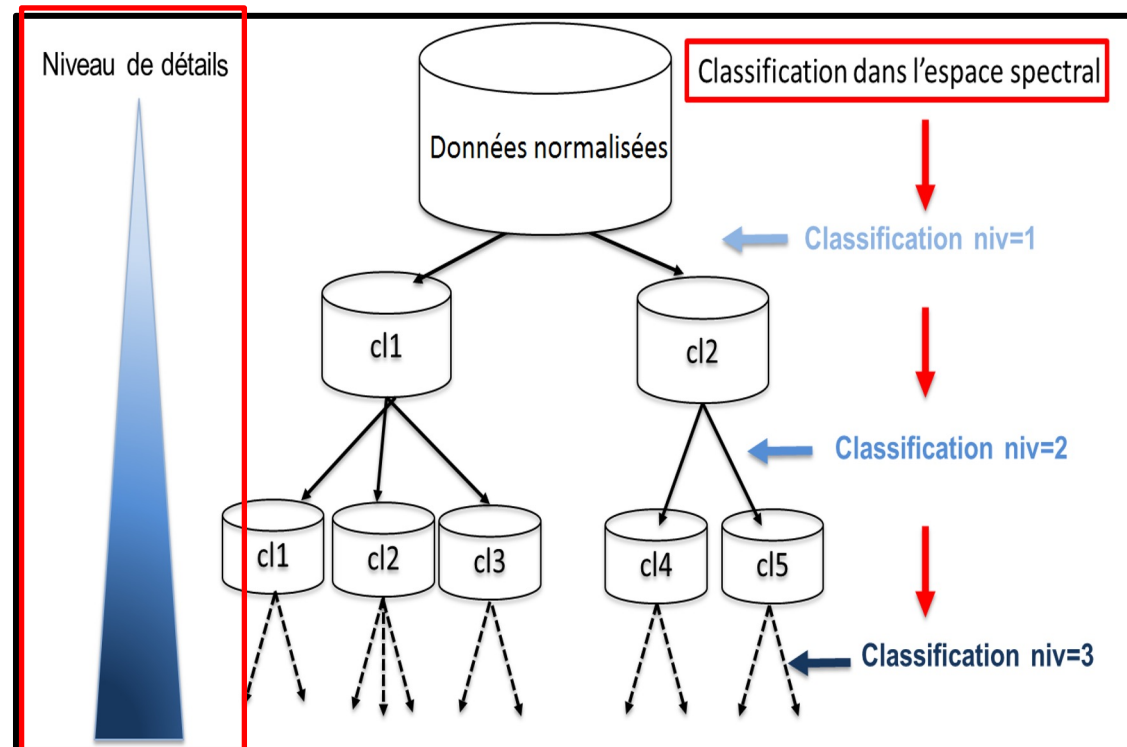 Niveau de détails
Classification dans l'espace spectral
Données normalisées
Classification niv=1
cl1
cl2
Classification niv=2
cl1
cl2
cl3
cl4
cl5
Classification niv=3